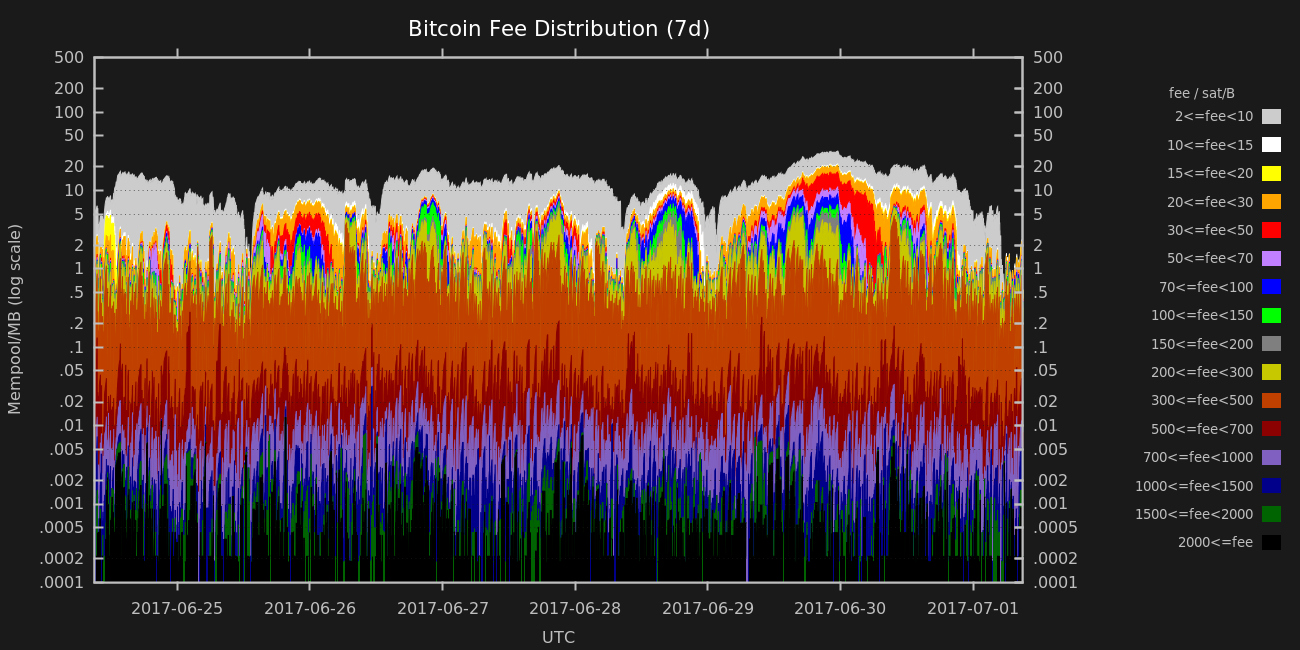 Bitcoin Fee Distribution (7d)
Mempool/MB (log scale)
500
200
100
50
20
10
5
2
1
.5
.2
.1
.05
.02
.01
.005
.002
.001
.0005
.0002
.0001
500
200
100
50
20
10
5
2
1
.5
.2
.1
.05
.02
.01
.005
.002
.001
.0005
.0002
.0001
2017-06-25 2017-06-26 2017-06-27 2017-06-28 2017-06-29 2017-06-30 2017-07-01
UTC
fee / sat/B
2<=fee<10
10<=fee<15
15<=fee<20
20<=fee<30
30<=fee<50
50<=fee<70
70<=fee<100
100<=fee<150
150<=fee<200
200<=fee<300
300<=fee<500
500<=fee<700
700<=fee<1000
1000<=fee<1500
1500<=fee<2000
2000<=fee